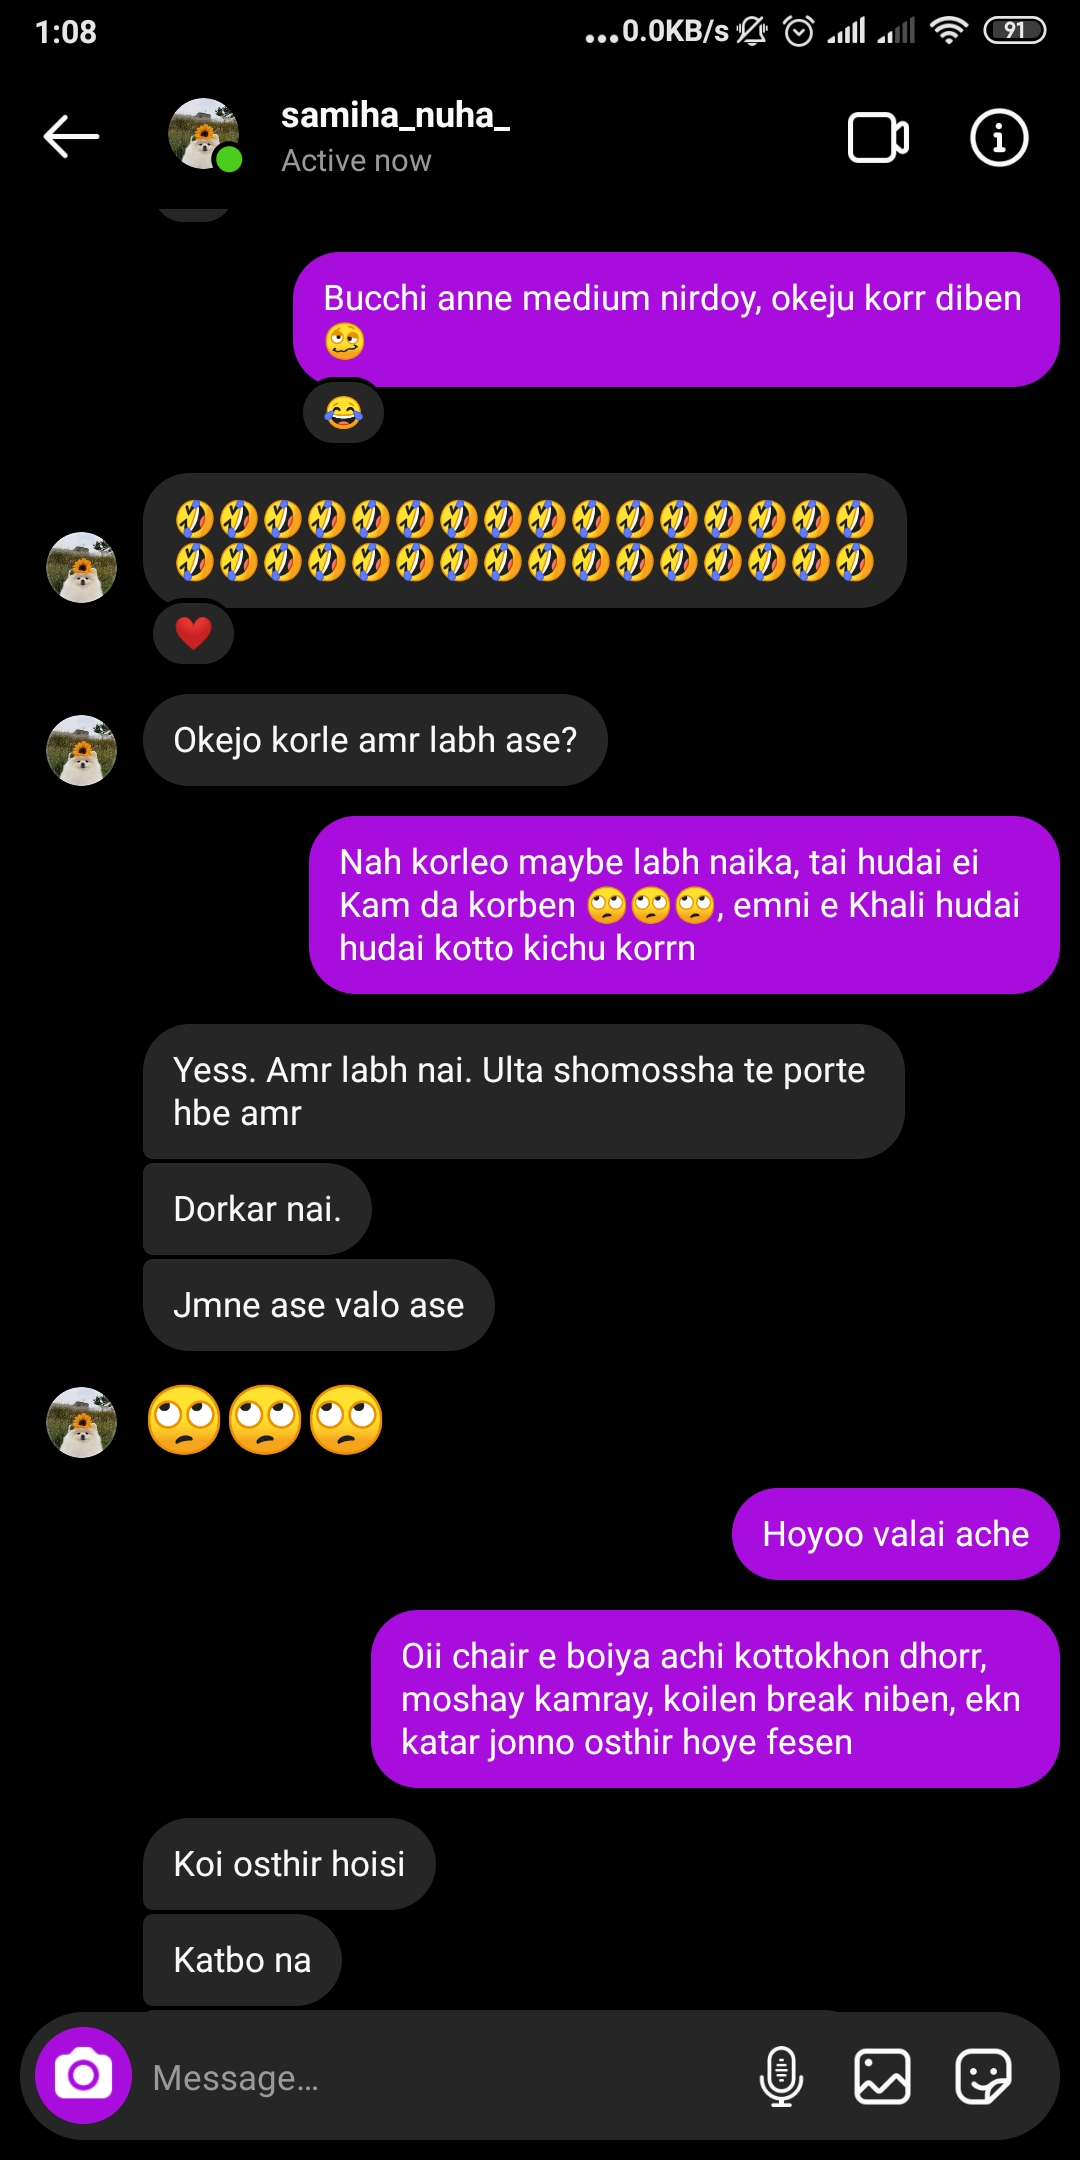 1:08
...0.0KB/s
91
samiha_nuha_
Active now
Bucchi anne medium nirdoy, okeju korr diben
🥴
😂
🤣🤣🤣🤣🤣🤣🤣🤣🤣🤣🤣🤣🤣🤣🤣🤣
🤣🤣🤣🤣🤣🤣🤣🤣🤣🤣🤣🤣🤣🤣🤣🤣
❤️
Okejo korle amr labh ase?
Nah korleo maybe labh naika, tai hudai ei
Kam da korben 🙄🙄🙄, emni e Khali hudai
hudai kotto kichu korrn
Yess. Amr labh nai. Ulta shomossha te porte
hbe amr
Dorkar nai.
Jmne ase valo ase
🙄🙄🙄
Hoyoo valai ache
Oii chair e boiya achi kottokhon dhorr,
moshay kamray, koilen break niben, ekn
katar jonno osthir hoye fesen
Koi osthir hoisi
Katbo na
Message...